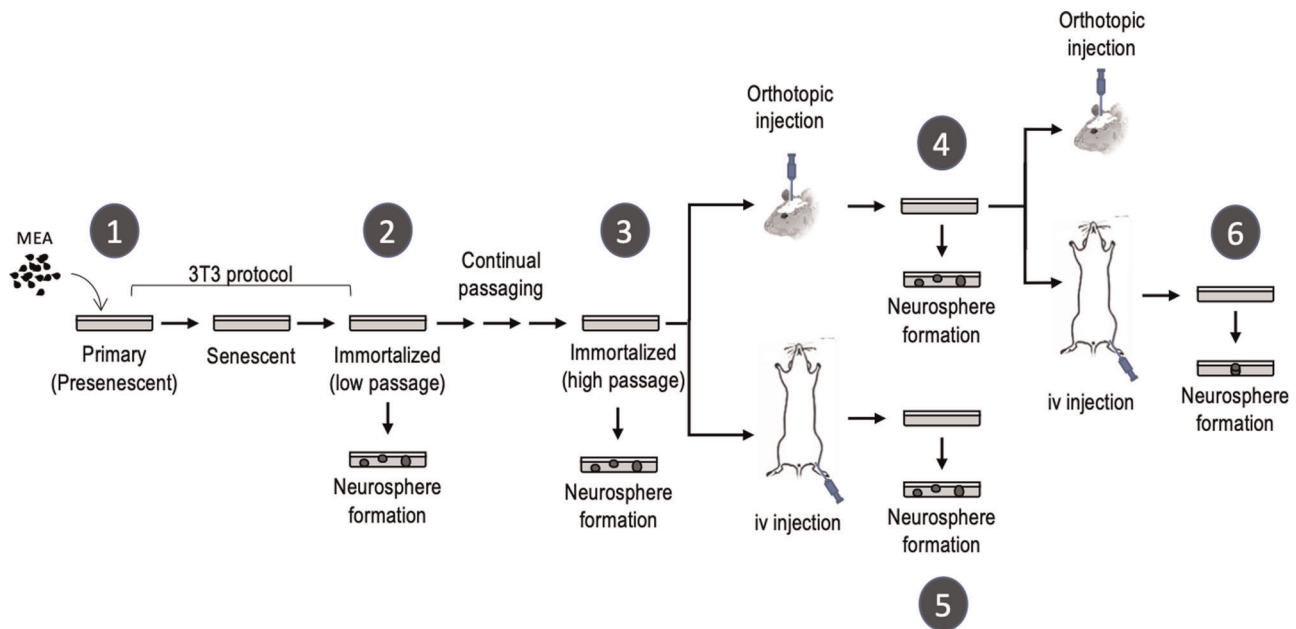 Orthotopic
injection
Orthotopic
injection
4
1
2
3
6
MEA
3T3 protocol
Continual
passaging
Primary
(Presenescent)
Senescent
Immortalized
(low passage)
Immortalized
(high passage)
Neurosphere
formation
Neurosphere
formation
Neurosphere
formation
iv injection
Neurosphere
formation
5
iv injection
Neurosphere
formation